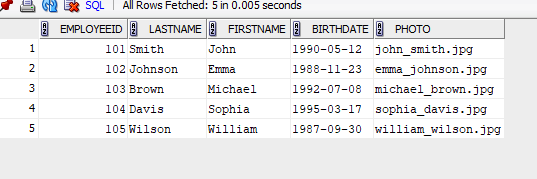 SQL | All Rows Fetched: 5 in 0.005 seconds
EMPLOYEEID LASTNAME FIRSTNAME BIRTHDATE PHOTO
1 101 Smith John 1990-05-12 john_smith.jpg
2 102 Johnson Emma 1988-11-23 emma_johnson.jpg
3 103 Brown Michael 1992-07-08 michael_brown.jpg
4 104 Davis Sophia 1995-03-17 sophia_davis.jpg
5 105 Wilson William 1987-09-30 william_wilson.jpg